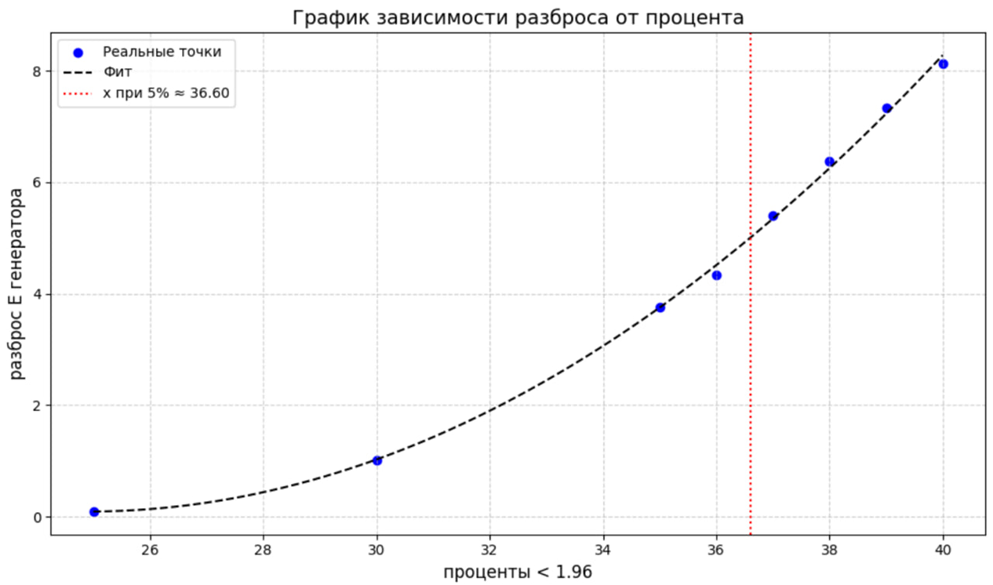 График зависимости разброса от процента
Реальные точки
Фит
x при 5% ≈ 36.60
разброс E генератора
8
6
4
2
0
26 28 30 32 34 36 38 40
проценты < 1.96